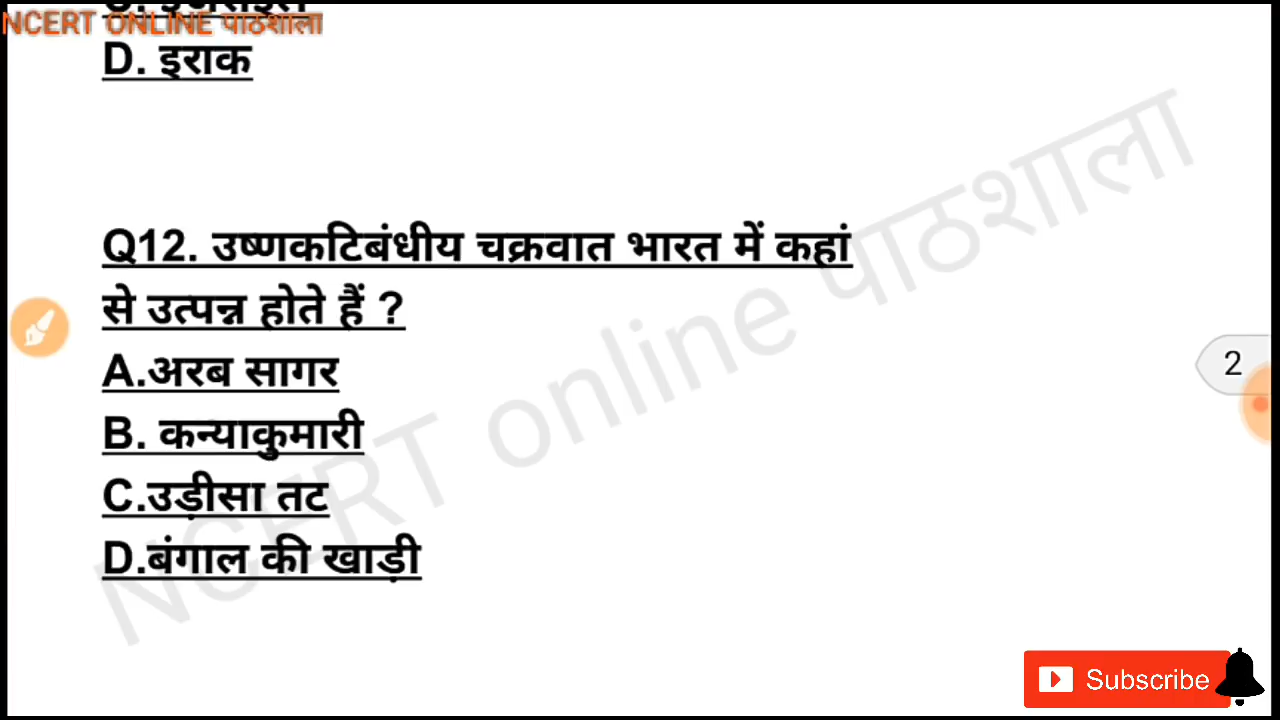 NCERT ONLINE पाठशाला
D. इराक
Q12. उष्णकटिबंधीय चक्रवात भारत में कहां
से उत्पन्न होते हैं ?
A.अरब सागर
B. कन्याकुमारी
C.उड़ीसा तट
D.बंगाल की खाड़ी
NCERT online पाठशाला
2
Subscribe